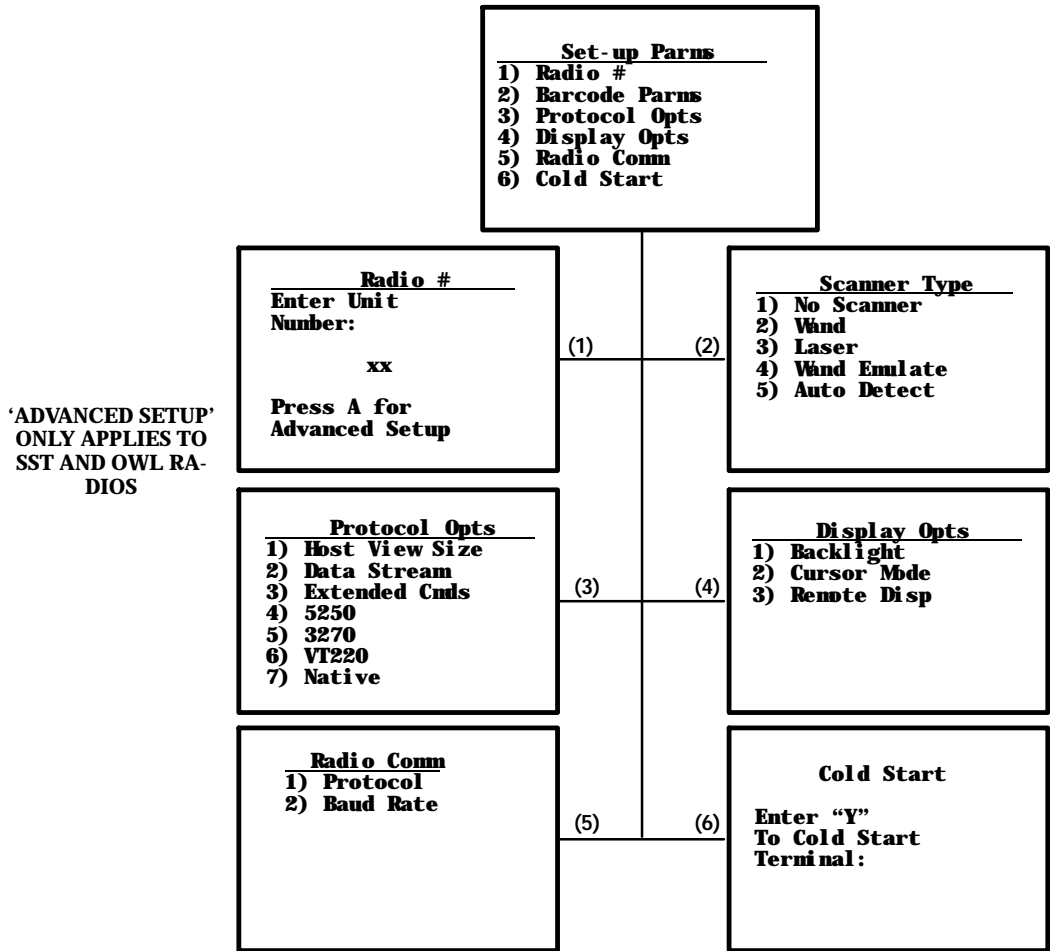 Set-up Parms
1) Radio #
2) Barcode Parms
3) Protocol Opts
4) Display Opts
5) Radio Comm
6) Cold Start
Radio #
Enter Unit
Number:
xx
Press A for
Advanced Setup
(1)
(2)
Scanner Type
1) No Scanner
2) Wand
3) Laser
4) Wand Emulate
5) Auto Detect
‘ADVANCED SETUP’
ONLY APPLIES TO
SST AND OWL RA-
DIOS
Protocol Opts
1) Host View Size
2) Data Stream
3) Extended Cmds
4) 5250
5) 3270
6) VT220
7) Native
(3)
(4)
Display Opts
1) Backlight
2) Cursor Mode
3) Remote Disp
Radio Comm
1) Protocol
2) Baud Rate
(5)
(6)
Cold Start
Enter “Y”
To Cold Start
Terminal: